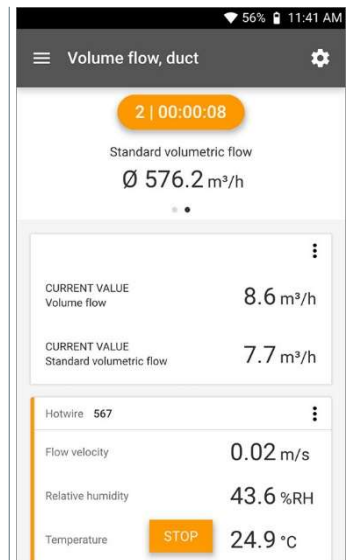 56% 11:41 AM
Volume flow, duct
2 | 00:00:08
Standard volumetric flow
Ø 576.2 m³/h
CURRENT VALUE
Volume flow
8.6 m³/h
CURRENT VALUE
Standard volumetric flow
7.7 m³/h
Hotwire 567
Flow velocity 0.02 m/s
Relative humidity 43.6 %RH
Temperature STOP 24.9 °C